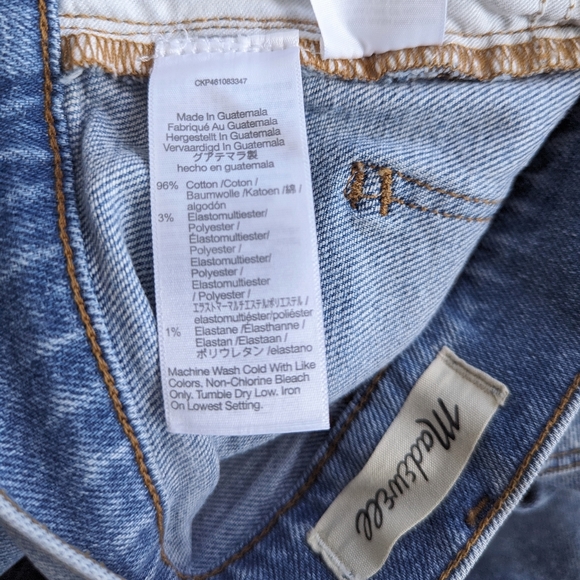 CKP461083347
Made In Guatemala
Fabriqué Au Guatemala
Hergestellt In Guatemala
Vervaardigd In Guatemala
グアテマラ製
hecho en guatemala
96% Cotton /Coton /
Baumwolle /Katoen /綿 /
algodón
3% Elastomultiester/
Polyester /
Élastomultiester/
Polyester /
Elastomultiester/
Polyester /
Elastomultiester/
/ Polyester /
エラストマーマルチエステル/ポリエステル /
elastomultiéster/poliéster
1% Elastane /Élasthanne /
Elastan /Elastaan /
ポリウレタン /elastano
Machine Wash Cold With Like
Colors. Non-Chlorine Bleach
Only. Tumble Dry Low. Iron
On Lowest Setting.
Madewell